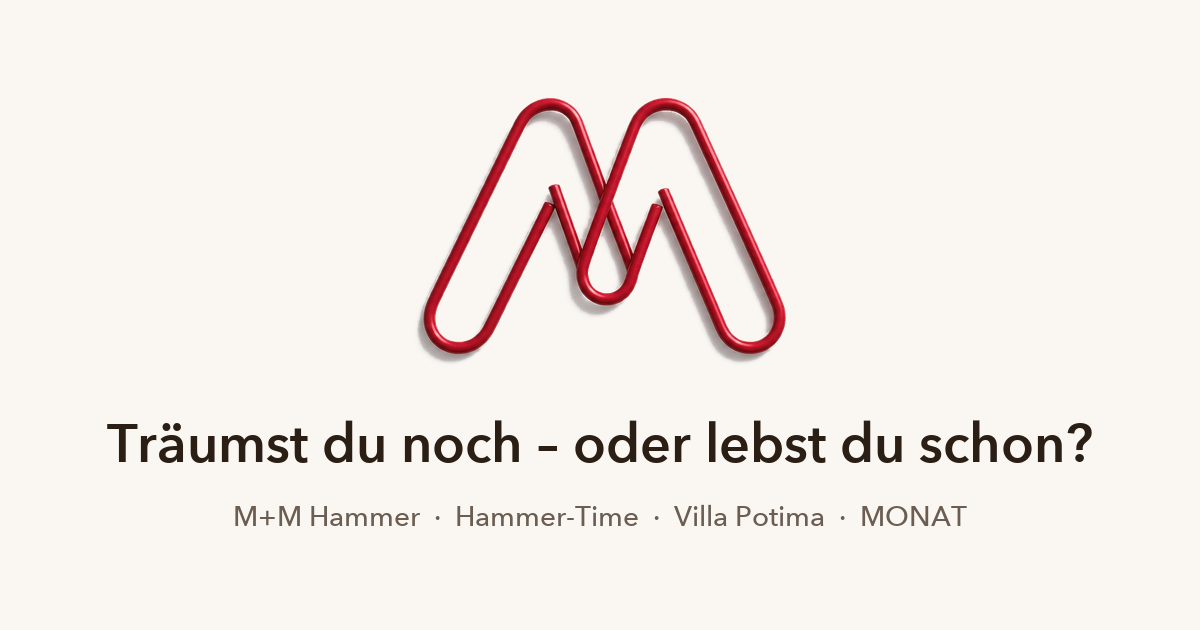 Träumst du noch – oder lebst du schon?
M+M Hammer · Hammer-Time · Villa Potima · MONAT